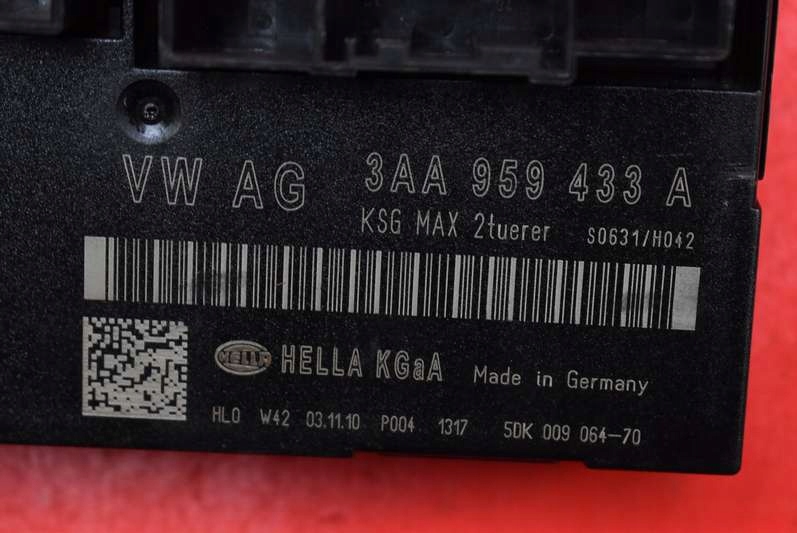 VW AG 3AA 959 433 A
KSG MAX 2tuerer S0631/H042
HELLA HELLA KGaA Made in Germany
HL0 W42 03.11.10 P004 1317 5DK 009 064-70